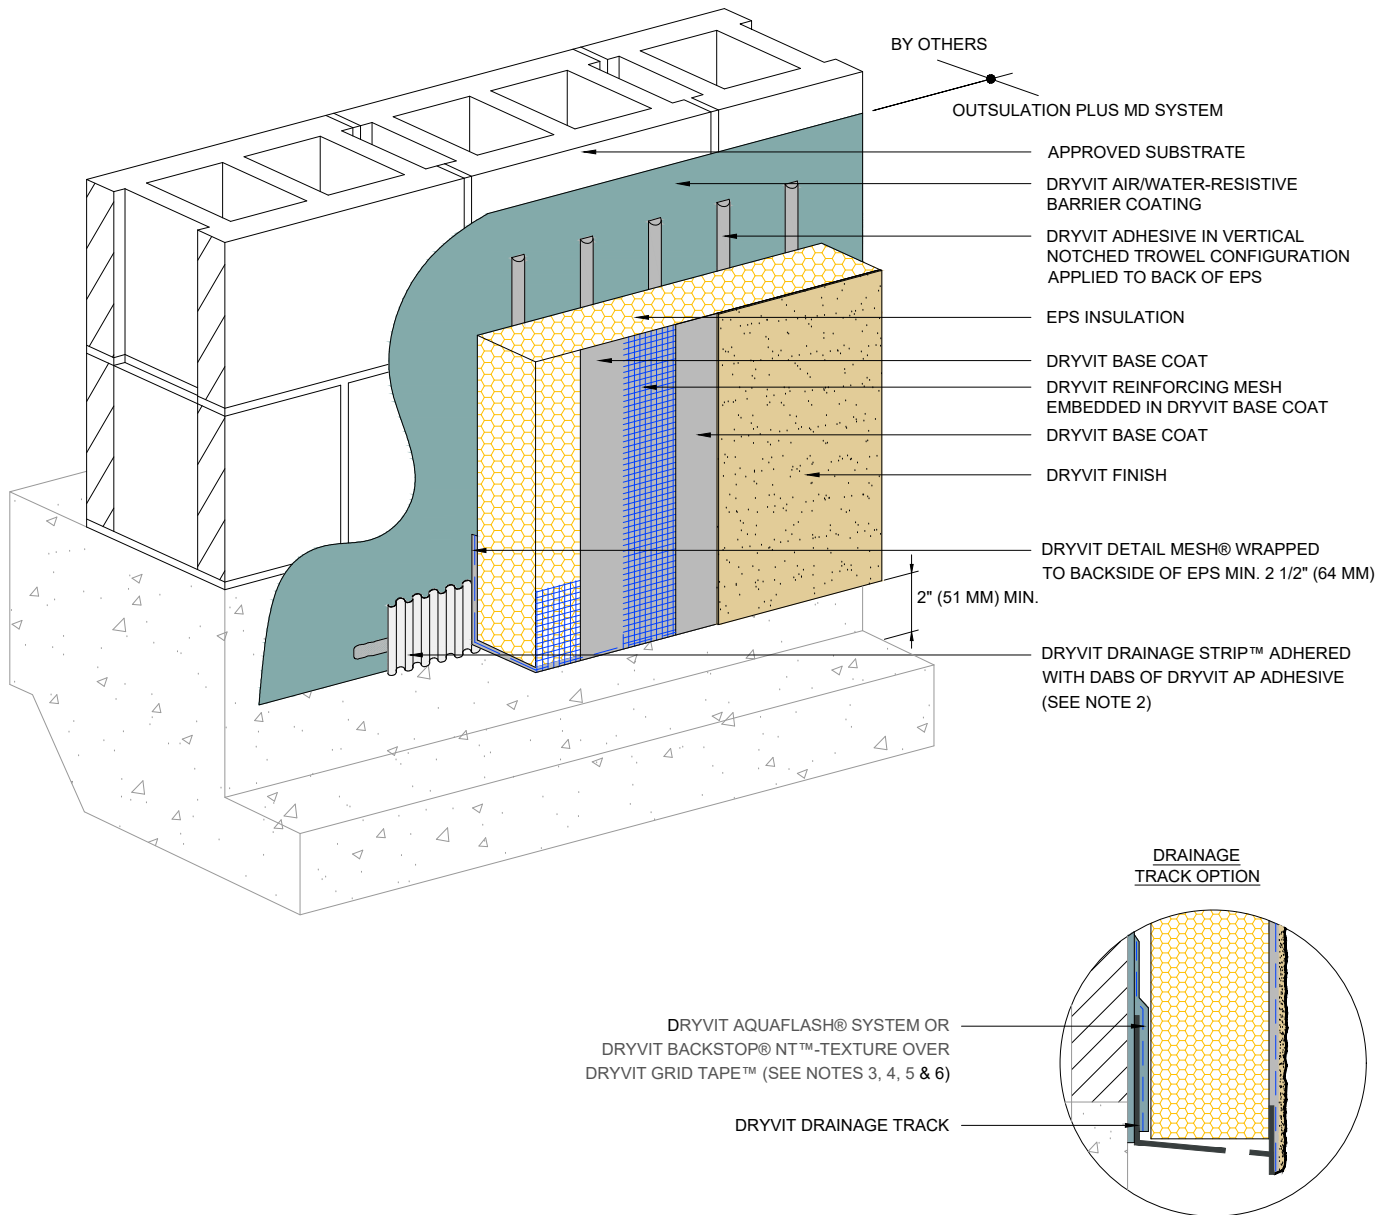 BY OTHERS
OUTSULATION PLUS MD SYSTEM
APPROVED SUBSTRATE
DRYVIT AIR/WATER-RESISTIVE
BARRIER COATING
DRYVIT ADHESIVE IN VERTICAL
NOTCHED TROWEL CONFIGURATION
APPLIED TO BACK OF EPS
EPS INSULATION
DRYVIT BASE COAT
DRYVIT REINFORCING MESH
EMBEDDED IN DRYVIT BASE COAT
DRYVIT BASE COAT
DRYVIT FINISH
DRYVIT DETAIL MESH® WRAPPED
TO BACKSIDE OF EPS MIN. 2 1/2" (64 MM)
2" (51 MM) MIN.
DRYVIT DRAINAGE STRIP™ ADHERED
WITH DABS OF DRYVIT AP ADHESIVE
(SEE NOTE 2)
DRAINAGE
TRACK OPTION
DRYVIT AQUAFLASH® SYSTEM OR
DRYVIT BACKSTOP® NT™-TEXTURE OVER
DRYVIT GRID TAPE™ (SEE NOTES 3, 4, 5 & 6)
DRYVIT DRAINAGE TRACK